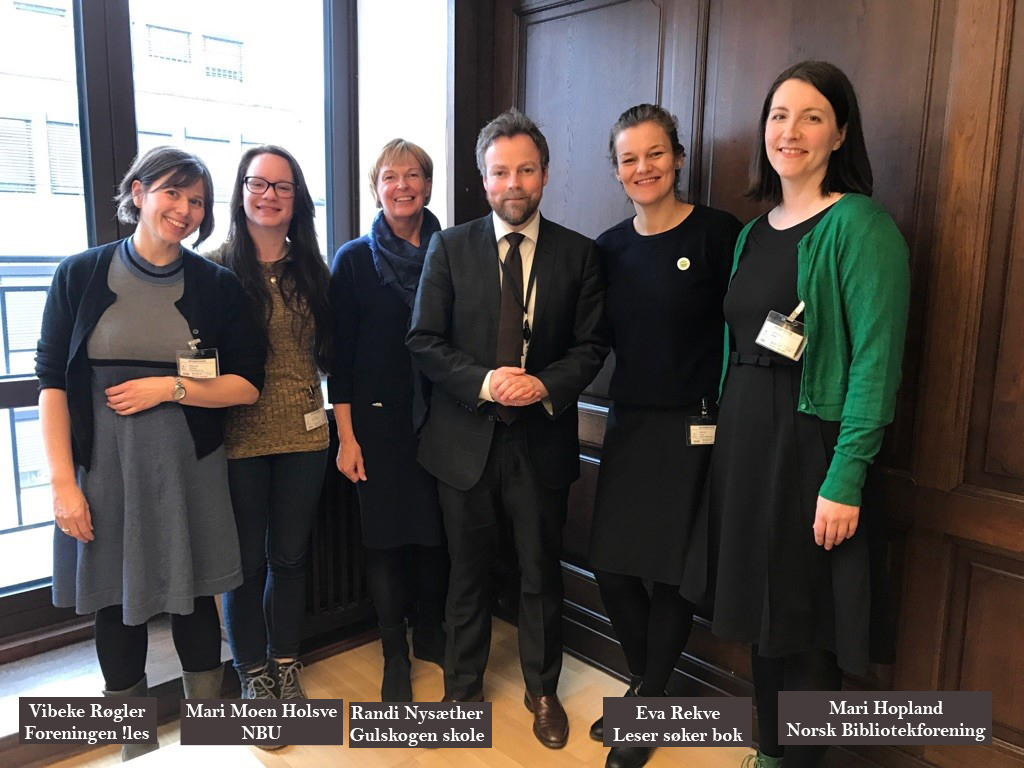 Vibeke Røgler
Foreningen !les
Mari Moen Holsve
NBU
Randi Nysæther
Gulskogen skole
Eva Rekve
Leser søker bok
Mari Hopland
Norsk Bibliotekforening